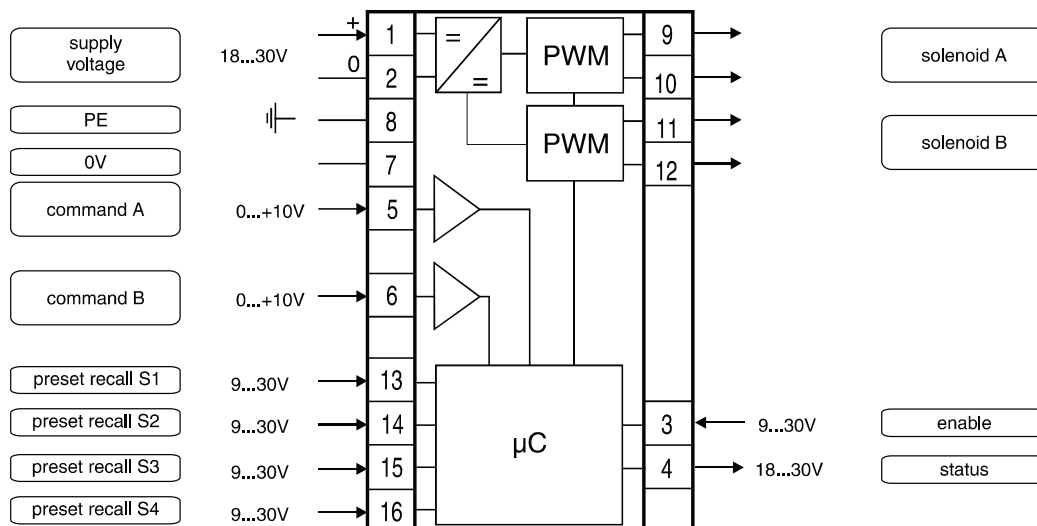 supply
voltage
18...30V
+
0
1
2
=
=
PWM
9
10
solenoid A
PE
8
PWM
11
12
solenoid B
0V
7
command A
0...+10V
5
command B
0...+10V
6
preset recall S1
9...30V
13
preset recall S2
9...30V
14
µC
3
9...30V
enable
preset recall S3
9...30V
15
4
18...30V
status
preset recall S4
9...30V
16